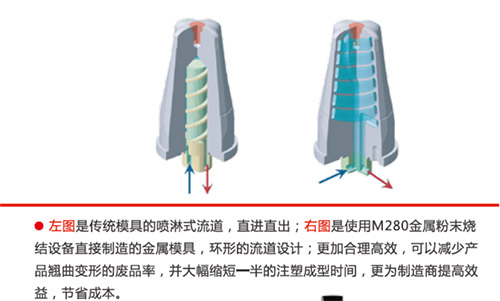 ● 左图是传统模具的喷淋式流道，直进直出；右图是使用M280金属粉末烧
结设备直接制造的金属模具，环形的流道设计；更加合理高效，可以减少产
品翘曲变形的废品率，并大幅缩短一半的注塑成型时间，更为制造商提高效
益，节省成本。